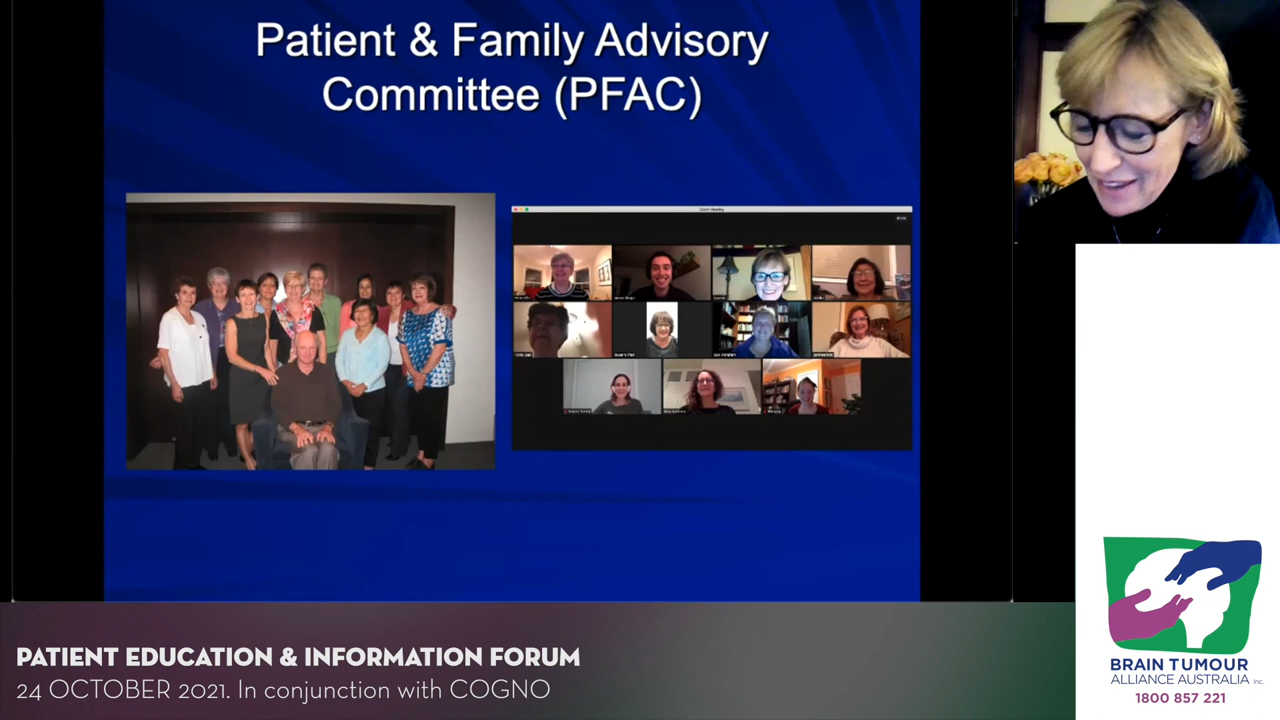 Patient & Family Advisory
Committee (PFAC)
PATIENT EDUCATION & INFORMATION FORUM
24 OCTOBER 2021. In conjunction with COGNO
BRAIN TUMOUR
ALLIANCE AUSTRALIA Inc.
1800 857 221